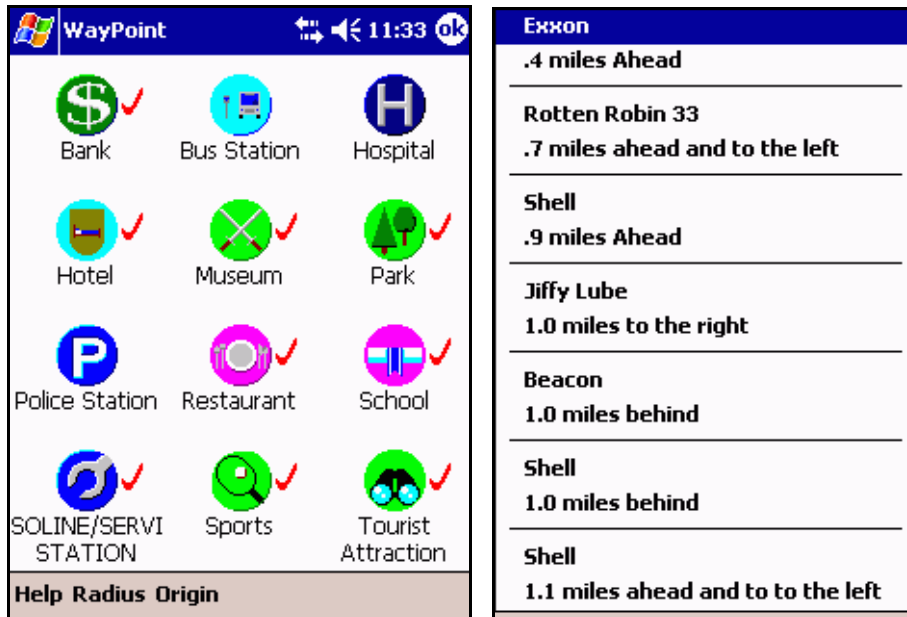 WayPoint 11:33 ok
$
H
Bank Bus Station Hospital
Hotel Museum Park
P
Police Station Restaurant School
SOLINE/SERVI Sports Tourist
STATION Attraction
Help Radius Origin
Exxon
.4 miles Ahead
Rotten Robin 33
.7 miles ahead and to the left
Shell
.9 miles Ahead
Jiffy Lube
1.0 miles to the right
Beacon
1.0 miles behind
Shell
1.0 miles behind
Shell
1.1 miles ahead and to to the left